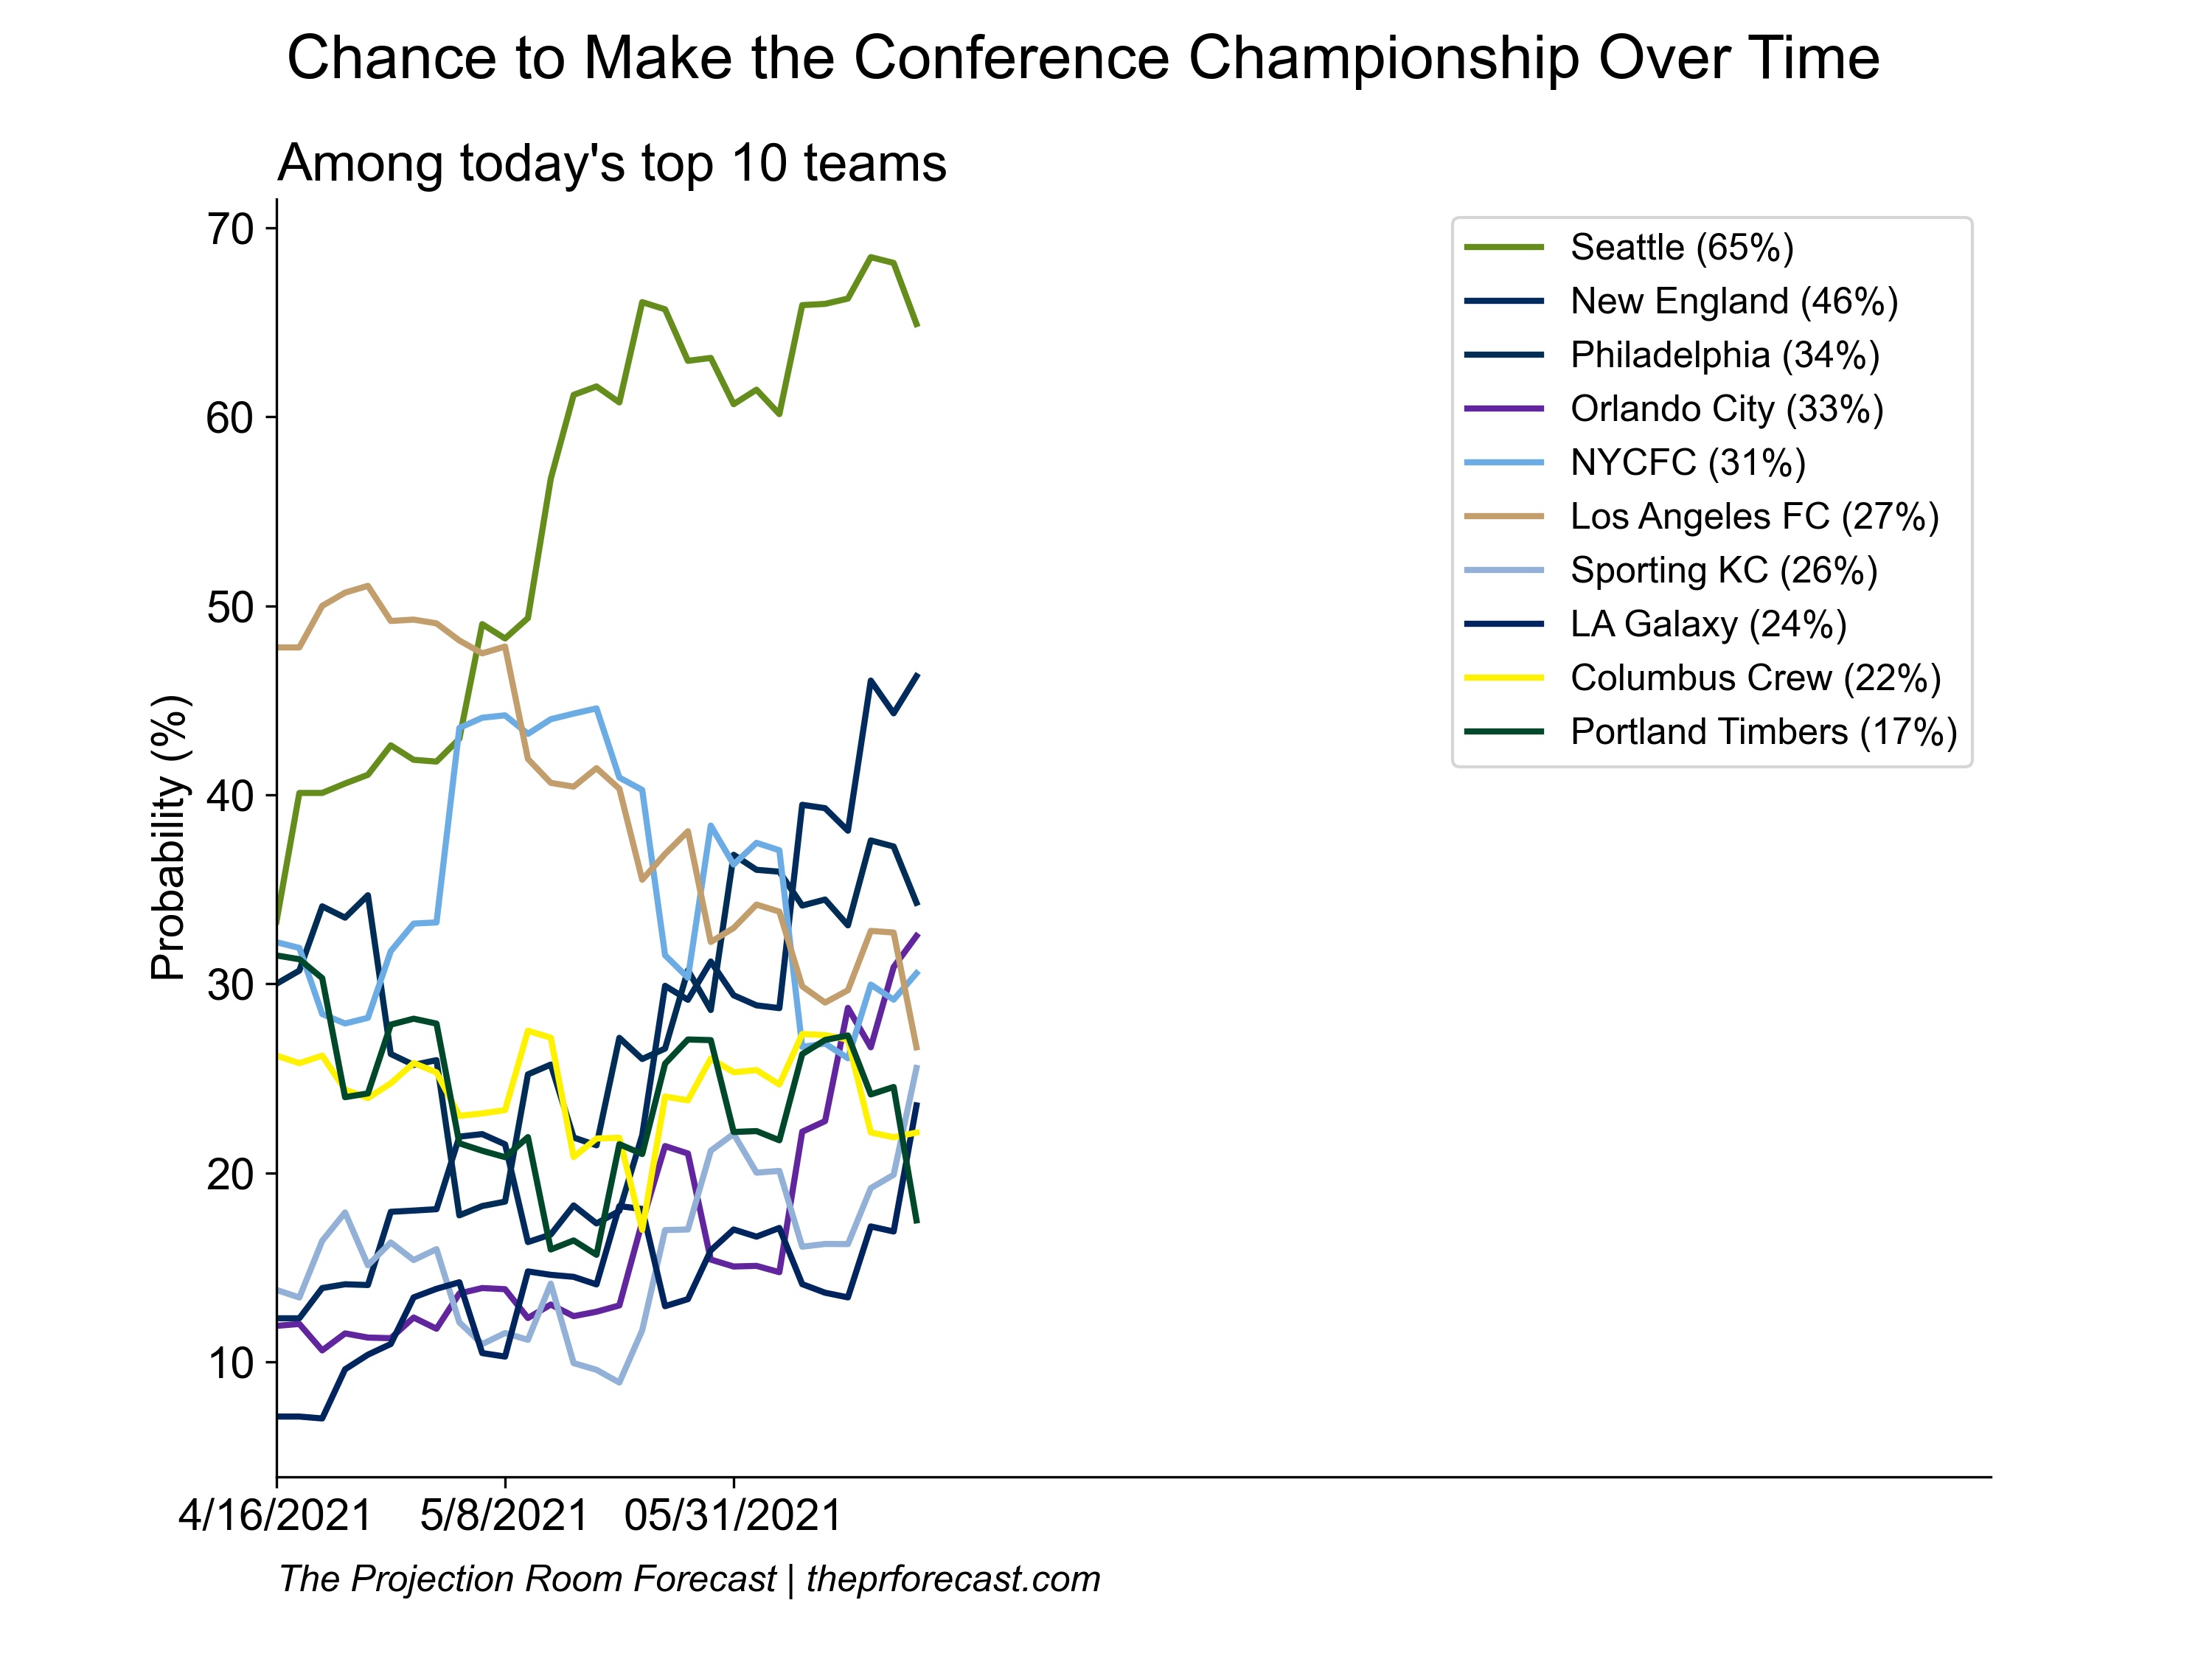 Chance to Make the Conference Championship Over Time
Among today's top 10 teams
70
60
50
40
30
20
10
Probability (%)
Seattle (65%)
New England (46%)
Philadelphia (34%)
Orlando City (33%)
NYCFC (31%)
Los Angeles FC (27%)
Sporting KC (26%)
LA Galaxy (24%)
Columbus Crew (22%)
Portland Timbers (17%)
4/16/2021 5/8/2021 05/31/2021
The Projection Room Forecast | theprforecast.com